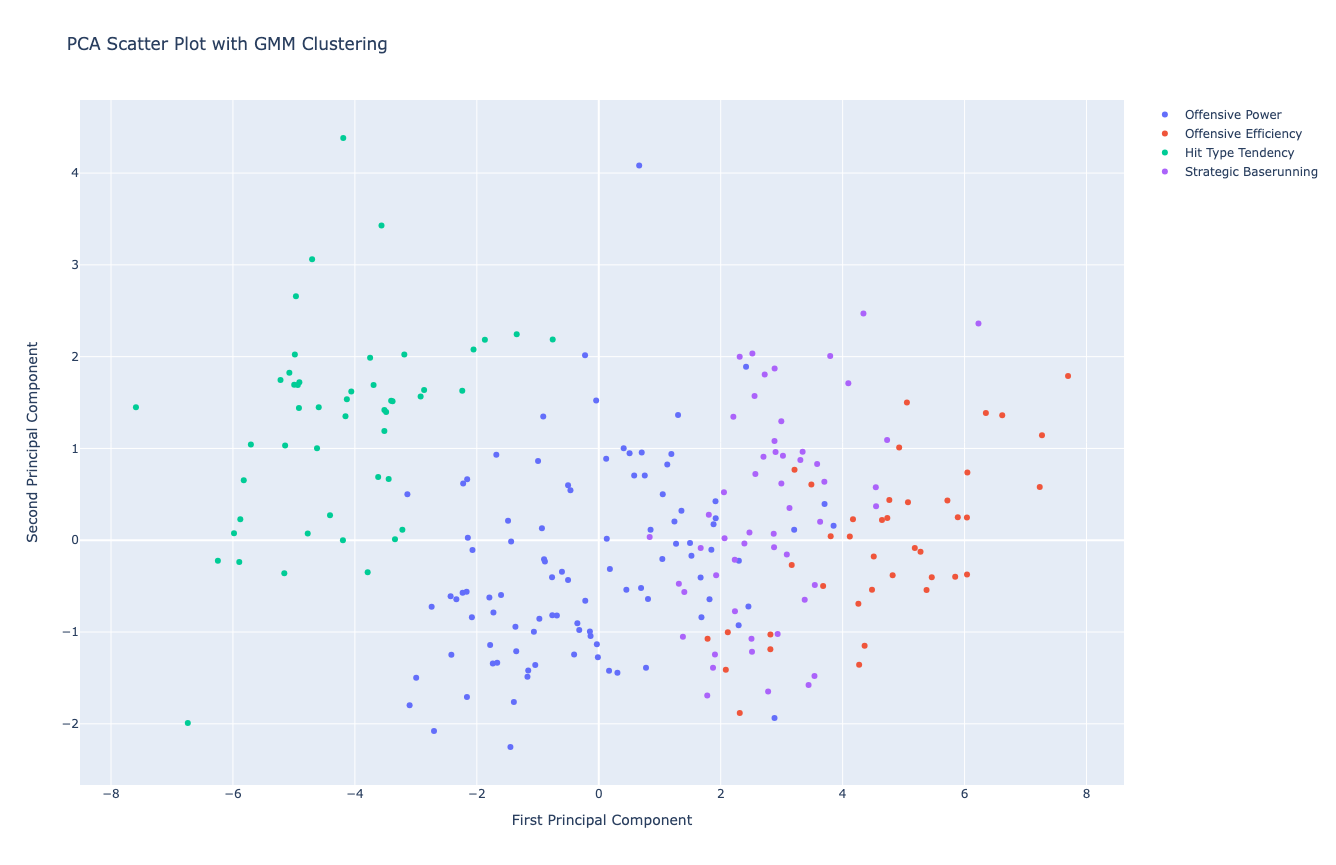 PCA Scatter Plot with GMM Clustering
Offensive Power
Offensive Efficiency
Hit Type Tendency
Strategic Baserunning
4
3
2
1
0
−1
−2
Second Principal Component
−8 −6 −4 −2 0 2 4 6 8
First Principal Component